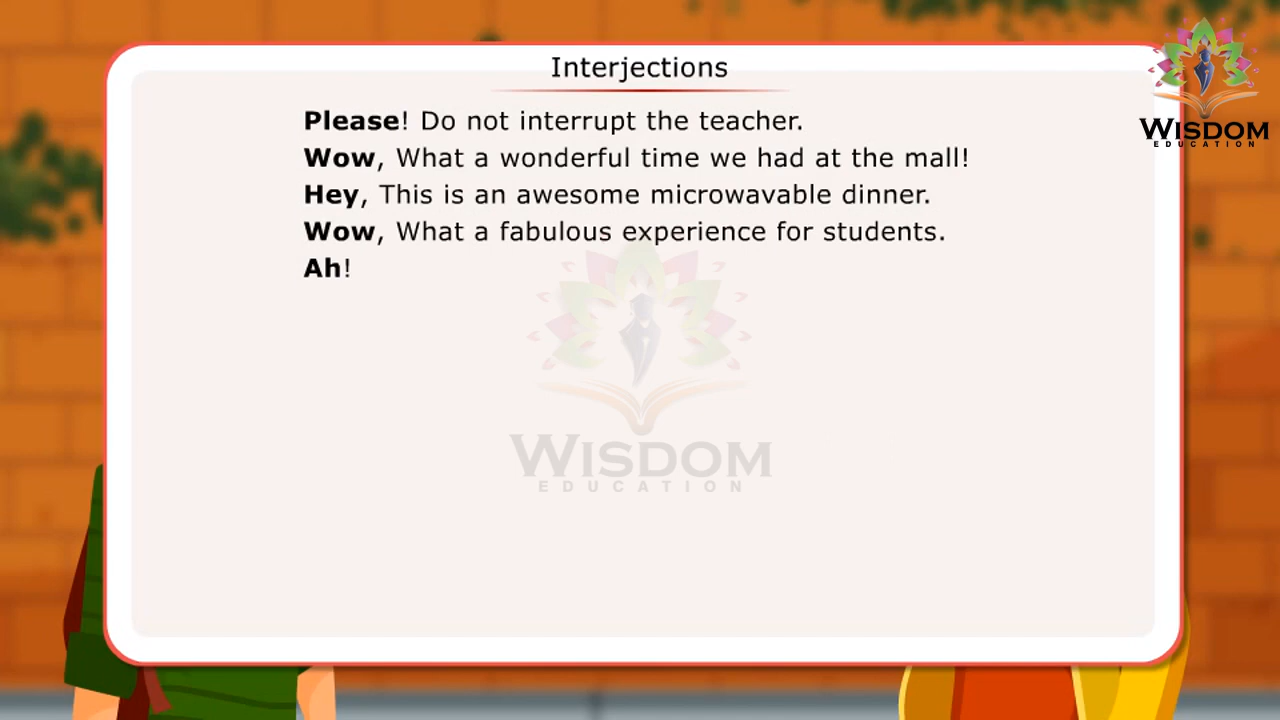 Interjections
Please! Do not interrupt the teacher.
Wow, What a wonderful time we had at the mall!
Hey, This is an awesome microwavable dinner.
Wow, What a fabulous experience for students.
Ah!
WISDOM
EDUCATION
WISDOM
EDUCATION